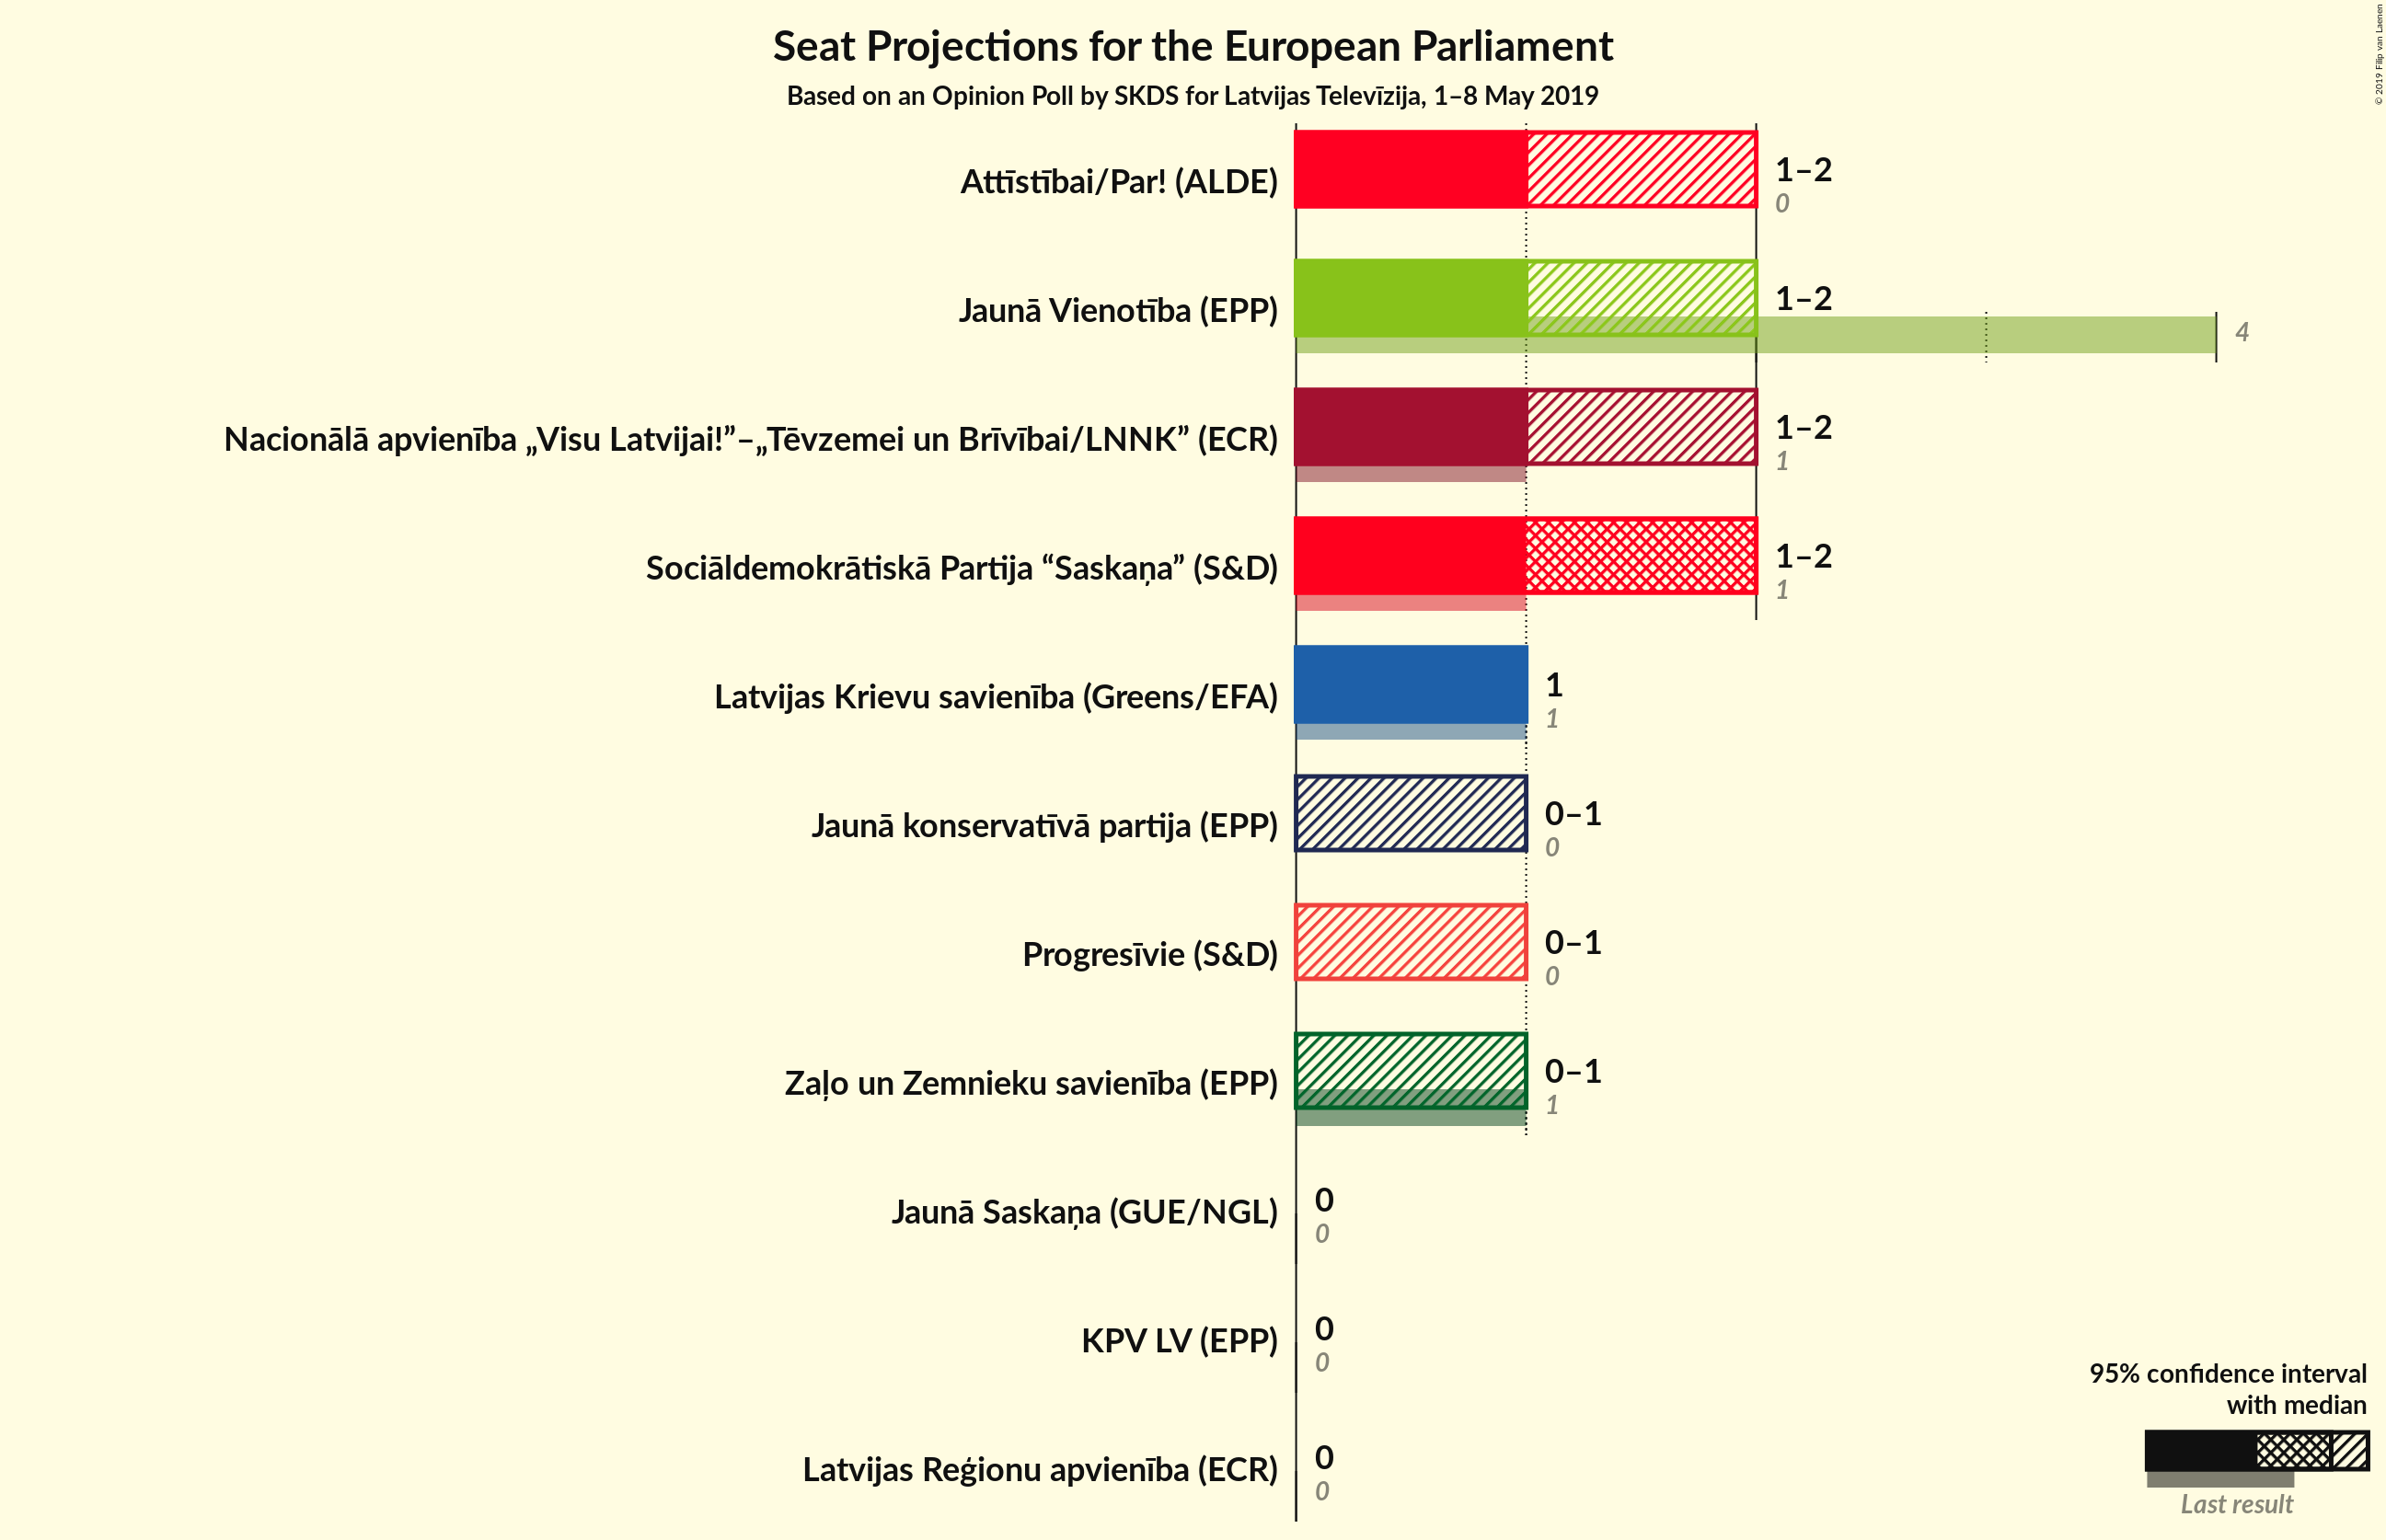 Seat Projections for the European Parliament
Based on an Opinion Poll by SKDS for Latvijas Televīzija, 1–8 May 2019
© 2019 Filip van Laenen
Attīstībai/Par! (ALDE)
1–2
0
Jaunā Vienotība (EPP)
1–2
4
Nacionālā apvienība „Visu Latvijai!”–„Tēvzemei un Brīvībai/LNNK” (ECR)
1–2
1
Sociāldemokrātiskā Partija “Saskaņa” (S&D)
1–2
1
Latvijas Krievu savienība (Greens/EFA)
1
1
Jaunā konservatīvā partija (EPP)
0–1
0
Progresīvie (S&D)
0–1
0
Zaļo un Zemnieku savienība (EPP)
0–1
1
Jaunā Saskaņa (GUE/NGL)
0
0
KPV LV (EPP)
0
0
Latvijas Reģionu apvienība (ECR)
0
0
95% confidence interval
with median
Last result